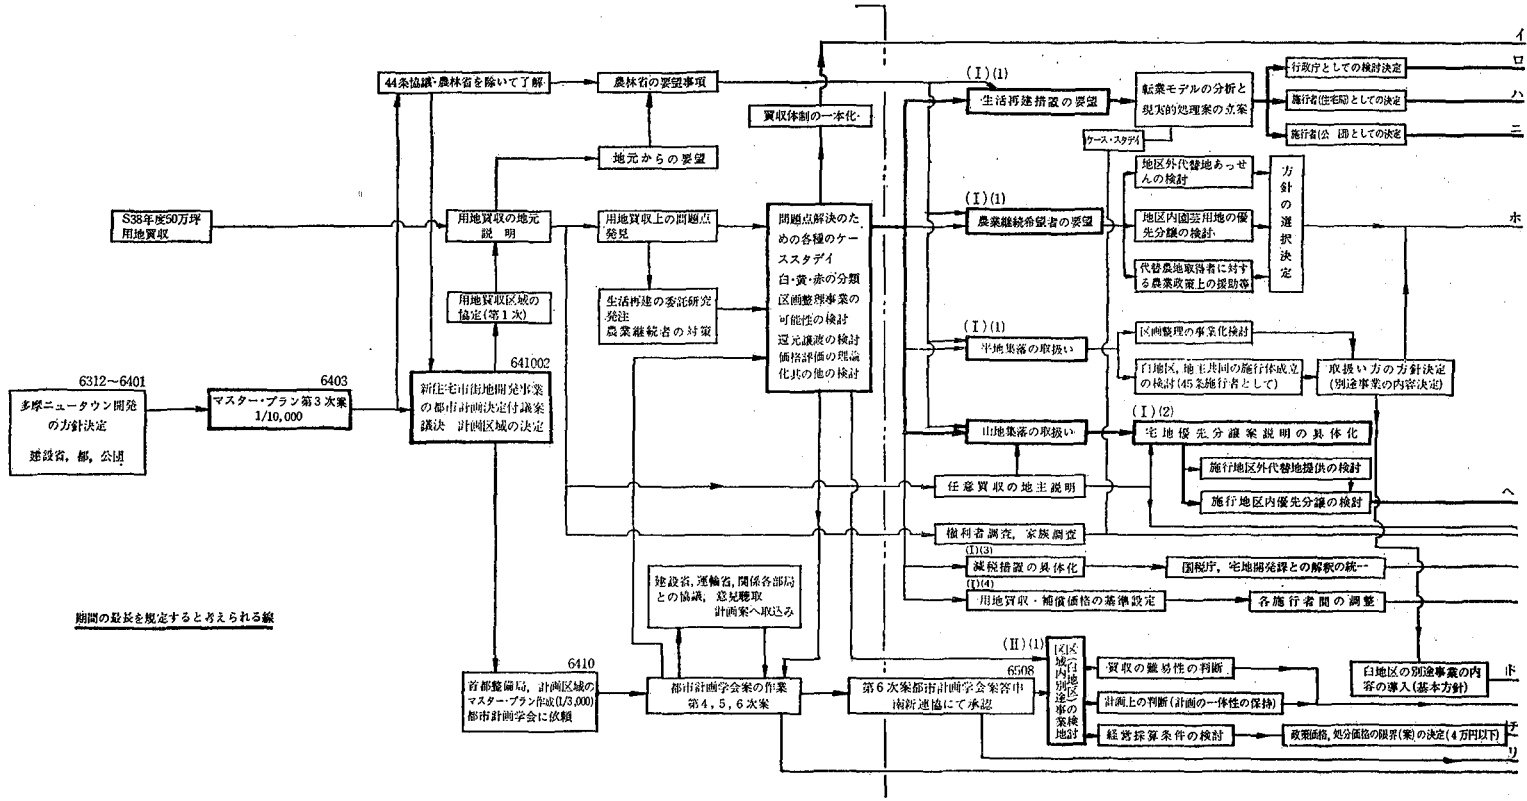 6312～6401
多摩ニュータウン開発
の方針決定
建設省，都，公団
6403
マスター・プラン第3次案
1/10,000
S38年度50万坪
用地買収
期間の最長を規定すると考えられる線
44条協議・農林省を除いて了解
用地買収の地元
説　明
用地買収区域の
協定(第1次)
641002
新住宅市街地開発事業
の都市計画決定付議案
議決　計画区域の決定
6410
首都整備局，計画区域の
マスター・プラン作成(1/3,000)
都市計画学会に依頼
農林省の要望事項
地元からの要望
用地買収上の問題点
発見
生活再建の委託研究
発注
農業継続者の対策
建設省，運輸省，関係各部局
との協議，意見聴取
計画案へ取込み
都市計画学会案の作業
第4，5，6次案
買収体制の一本化
問題点解決のた
めの各種のケー
ススタデイ
白・黄・赤の分類
区画整理事業の
可能性の検討
還元譲渡の検討
価格評価の理論
化其の他の検討
6508
第6次案都市計画学会案答申
南新連協にて承認
(Ⅰ)(1)
生活再建措置の要望
(Ⅰ)(1)
農業継続希望者の要望
(Ⅰ)(1)
平地集落の取扱い
山地集落の取扱い
任意買収の地主説明
権利者調査，家族調査
(Ⅰ)(3)
減税措置の具体化
(Ⅰ)(4)
用地買収・補償価格の基準設定
(Ⅱ)(1)
区(白地区)の検討
区域内別途事業地
転業モデルの分析と
現実的処理案の立案
ケース・スタデイ
行政庁としての検討決定
施行者(住宅局)としての決定
施行者(公　団)としての決定
地区外代替地あっせ
んの検討
地区内園芸用地の優
先分譲の検討
代替農地取得者に対す
る農業政策上の援助等
方針の選択決定
区画整理の事業化検討
白地区，地主共同の施行体成立
の検討(45条施行者として)
取扱い方の方針決定
(別途事業の内容決定)
(Ⅰ)(2)
宅地優先分譲案説明の具体化
施行地区外代替地提供の検討
施行地区内優先分譲の検討
国税庁，宅地開発課との解釈の統一
各施行者間の調整
買収の難易性の判断
計画上の判断(計画の一体性の保持)
経営採算条件の検討
白地区の別途事業の内
容の導入(基本方針)
政策価格，処分価格の限界(案)の決定(4万円以下)
イ
ロ
ハ
ニ
ホ
ヘ
ト
チ
リ